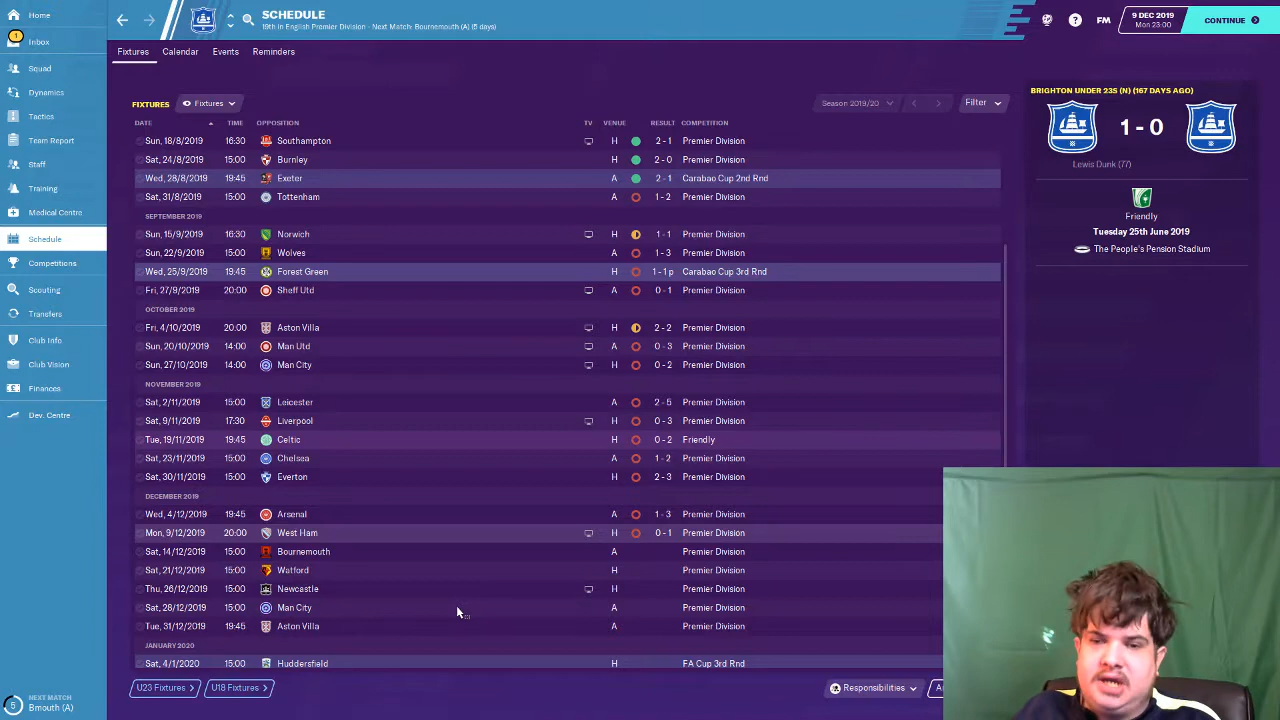 Home
1
Inbox
Squad
Dynamics
Tactics
Team Report
Staff
Training
Medical Centre
Schedule
Competitions
Scouting
Transfers
Club Info
Club Vision
Finances
Dev. Centre
5
NEXT MATCH
B'mouth (A)
SCHEDULE
19th in English Premier Division - Next Match: Bournemouth (A) (5 days)
? FM
9 DEC 2019
Mon 23:00
CONTINUE
Fixtures Calendar Events Reminders
FIXTURES Fixtures Season 2019/20 Filter
DATE TIME OPPOSITION TV VENUE RESULT COMPETITION
Sun, 18/8/2019 16:30 Southampton H 2 - 1 Premier Division
Sat, 24/8/2019 15:00 Burnley H 2 - 0 Premier Division
Wed, 28/8/2019 19:45 Exeter A 2 - 1 Carabao Cup 2nd Rnd
Sat, 31/8/2019 15:00 Tottenham A 1 - 2 Premier Division
SEPTEMBER 2019
Sun, 15/9/2019 16:30 Norwich H 1 - 1 Premier Division
Sun, 22/9/2019 15:00 Wolves A 1 - 3 Premier Division
Wed, 25/9/2019 19:45 Forest Green H 1 - 1 p Carabao Cup 3rd Rnd
Fri, 27/9/2019 20:00 Sheff Utd A 0 - 1 Premier Division
OCTOBER 2019
Fri, 4/10/2019 20:00 Aston Villa H 2 - 2 Premier Division
Sun, 20/10/2019 14:00 Man Utd A 0 - 3 Premier Division
Sun, 27/10/2019 14:00 Man City H 0 - 2 Premier Division
NOVEMBER 2019
Sat, 2/11/2019 15:00 Leicester A 2 - 5 Premier Division
Sat, 9/11/2019 17:30 Liverpool H 0 - 3 Premier Division
Tue, 19/11/2019 19:45 Celtic H 0 - 2 Friendly
Sat, 23/11/2019 15:00 Chelsea A 1 - 2 Premier Division
Sat, 30/11/2019 15:00 Everton H 2 - 3 Premier Division
DECEMBER 2019
Wed, 4/12/2019 19:45 Arsenal A 1 - 3 Premier Division
Mon, 9/12/2019 20:00 West Ham H 0 - 1 Premier Division
Sat, 14/12/2019 15:00 Bournemouth A Premier Division
Sat, 21/12/2019 15:00 Watford H Premier Division
Thu, 26/12/2019 15:00 Newcastle H Premier Division
Sat, 28/12/2019 15:00 Man City A Premier Division
Tue, 31/12/2019 19:45 Aston Villa A Premier Division
JANUARY 2020
Sat, 4/1/2020 15:00 Huddersfield H FA Cup 3rd Rnd
U23 Fixtures U18 Fixtures Responsibilities
BRIGHTON UNDER 23S (N) (167 DAYS AGO)
1 - 0
Lewis Dunk (77)
Friendly
Tuesday 25th June 2019
The People's Pension Stadium